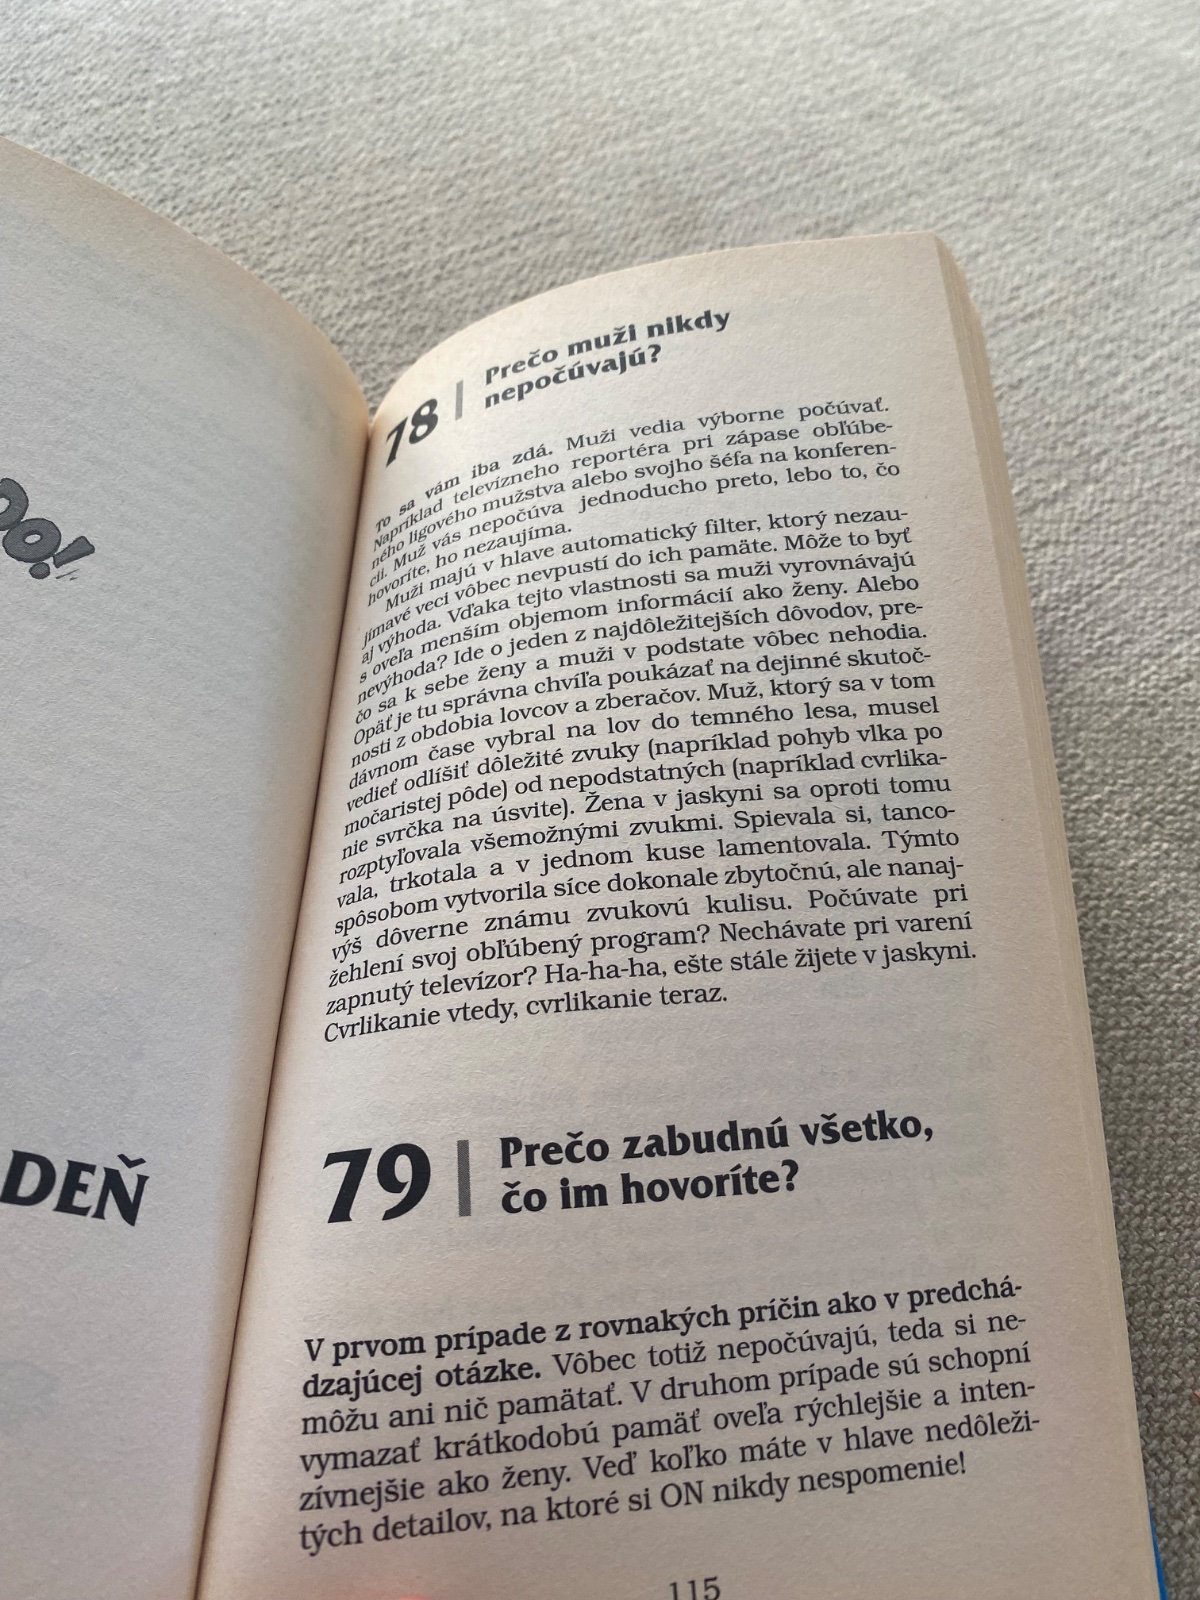 OO!
DEŇ
78 | Prečo muži nikdy
nepočúvajú?
To sa vám iba zdá. Muži vedia výborne počúvať.
Napríklad televízneho reportéra pri zápase obľúbe-
ného ligového mužstva alebo svojho šéfa na konferen-
cii. Muž vás nepočúva jednoducho preto, lebo to, čo
hovoríte, ho nezaujíma.
Muži majú v hlave automatický filter, ktorý nezau-
jímavé veci vôbec nevpustí do ich pamäte. Môže to byť
aj výhoda. Vďaka tejto vlastnosti sa muži vyrovnávajú
s oveľa menším objemom informácií ako ženy. Alebo
nevýhoda? Ide o jeden z najdôležitejších dôvodov, pre-
čo sa k sebe ženy a muži v podstate vôbec nehodia.
Opäť je tu správna chvíľa poukázať na dejinné skutoč-
nosti z obdobia lovcov a zberačov. Muž, ktorý sa v tom
dávnom čase vybral na lov do temného lesa, musel
vedieť odlíšiť dôležité zvuky (napríklad pohyb vlka po
močaristej pôde) od nepodstatných (napríklad cvrlika-
nie svrčka na úsvite). Žena v jaskyni sa oproti tomu
rozptyľovala všemožnými zvukmi. Spievala si, tanco-
vala, trkotala a v jednom kuse lamentovala. Týmto
spôsobom vytvorila síce dokonale zbytočnú, ale nanaj-
výš dôverne známu zvukovú kulisu. Počúvate pri
žehlení svoj obľúbený program? Nechávate pri varení
zapnutý televízor? Ha-ha-ha, ešte stále žijete v jaskyni.
Cvrlikanie vtedy, cvrlikanie teraz.
79 | Prečo zabudnú všetko,
čo im hovoríte?
V prvom prípade z rovnakých príčin ako v predchá-
dzajúcej otázke. Vôbec totiž nepočúvajú, teda si ne-
môžu ani nič pamätať. V druhom prípade sú schopní
vymazať krátkodobú pamäť oveľa rýchlejšie a inten-
zívnejšie ako ženy. Veď koľko máte v hlave nedôleži-
tých detailov, na ktoré si ON nikdy nespomenie!
115